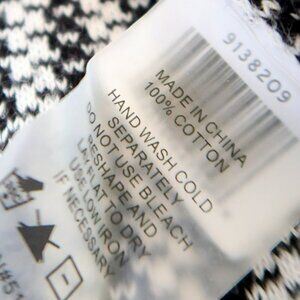 9138209
MADE IN CHINA
100% COTTON
HAND WASH COLD
SEPARATELY
DO NOT USE BLEACH
RESHAPE AND
LAY FLAT TO DRY
USE LOW IRON
IF NECESSARY